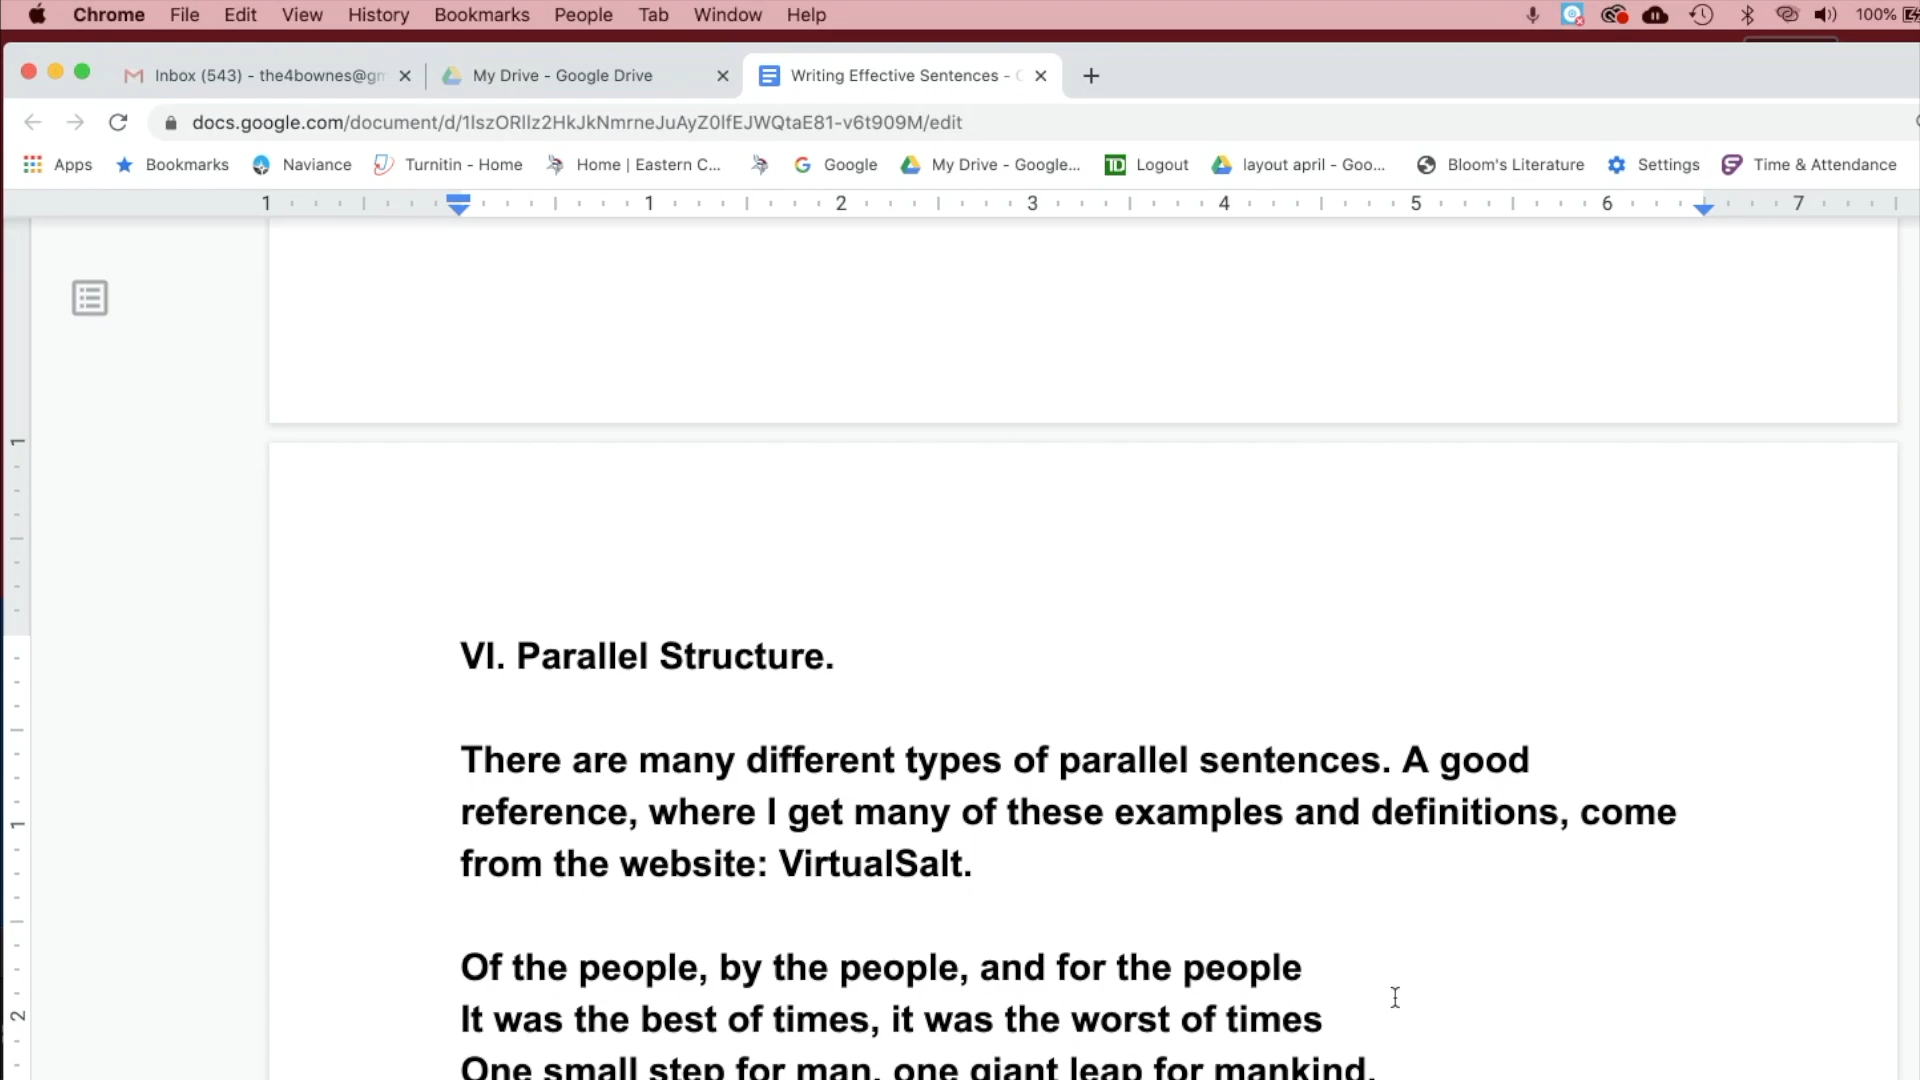 Chrome File Edit View History Bookmarks People Tab Window Help 100%
Inbox (543) - the4bownes@gm My Drive - Google Drive Writing Effective Sentences -
docs.google.com/document/d/1IszORIlz2HkJkNmrneJuAyZ0lfEJWQtaE81-v6t909M/edit
Apps Bookmarks Naviance Turnitin - Home Home | Eastern C... Google My Drive - Google... TD Logout layout april - Goo... Bloom's Literature Settings Time & Attendance
1 1 2 3 4 5 6 7
1
VI. Parallel Structure.
There are many different types of parallel sentences. A good
reference, where I get many of these examples and definitions, come
1
from the website: VirtualSalt.
Of the people, by the people, and for the people
2
It was the best of times, it was the worst of times
One small step for man, one giant leap for mankind.